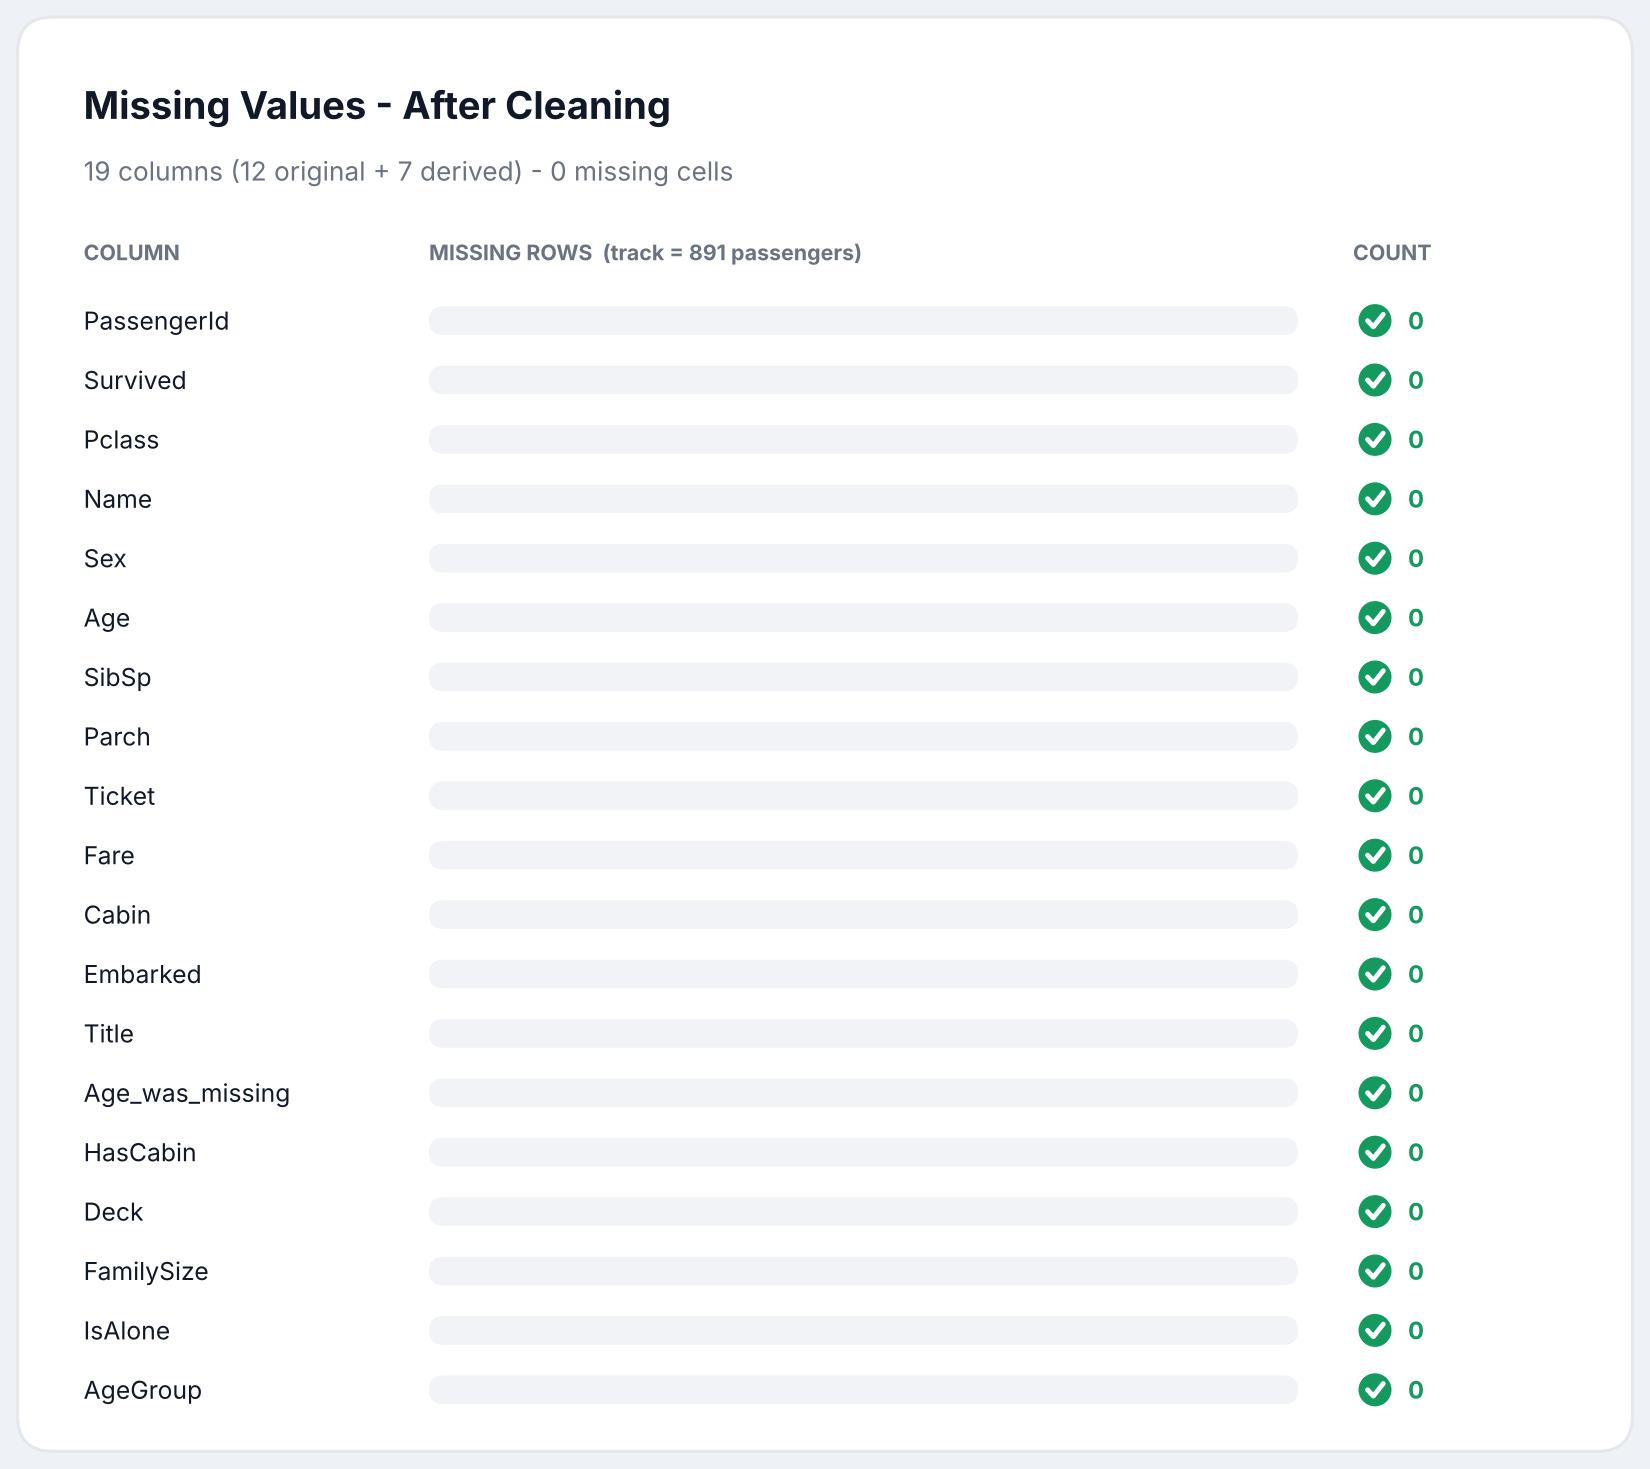 Missing Values - After Cleaning
19 columns (12 original + 7 derived) - 0 missing cells
COLUMN MISSING ROWS (track = 891 passengers) COUNT
PassengerId 0
Survived 0
Pclass 0
Name 0
Sex 0
Age 0
SibSp 0
Parch 0
Ticket 0
Fare 0
Cabin 0
Embarked 0
Title 0
Age_was_missing 0
HasCabin 0
Deck 0
FamilySize 0
IsAlone 0
AgeGroup 0